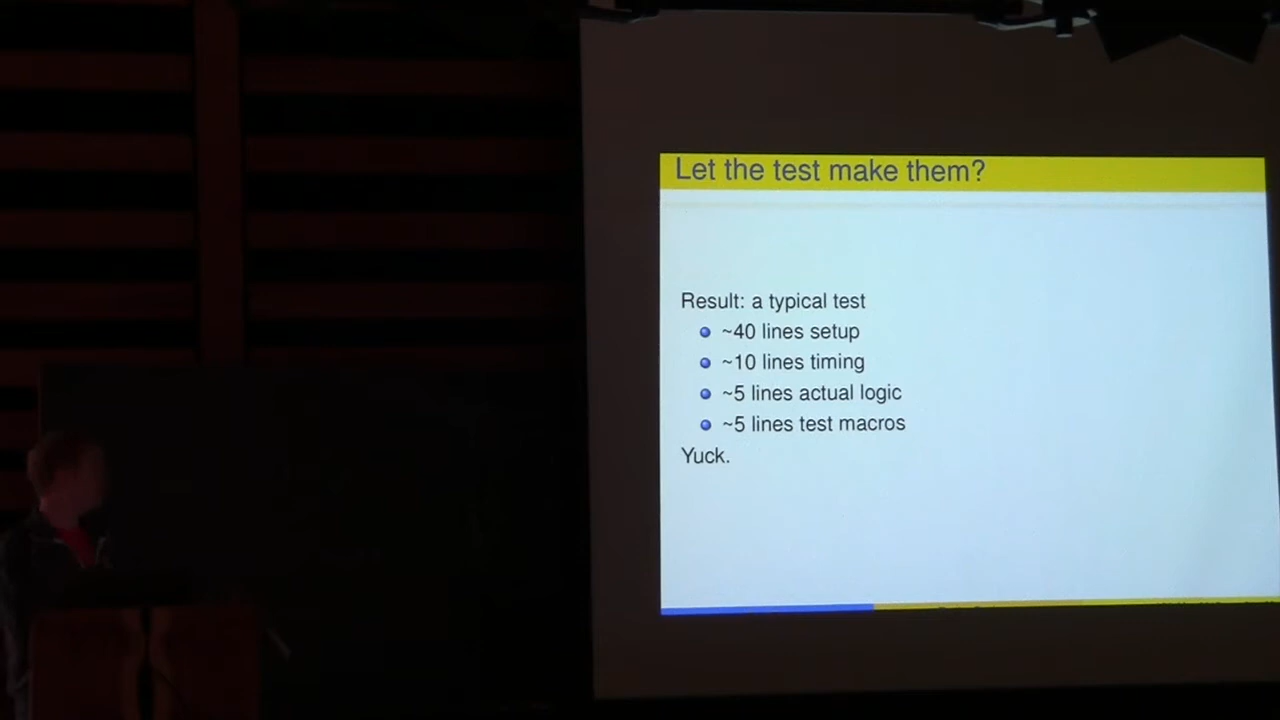 Let the test make them?
Result: a typical test
~40 lines setup
~10 lines timing
~5 lines actual logic
~5 lines test macros
Yuck.